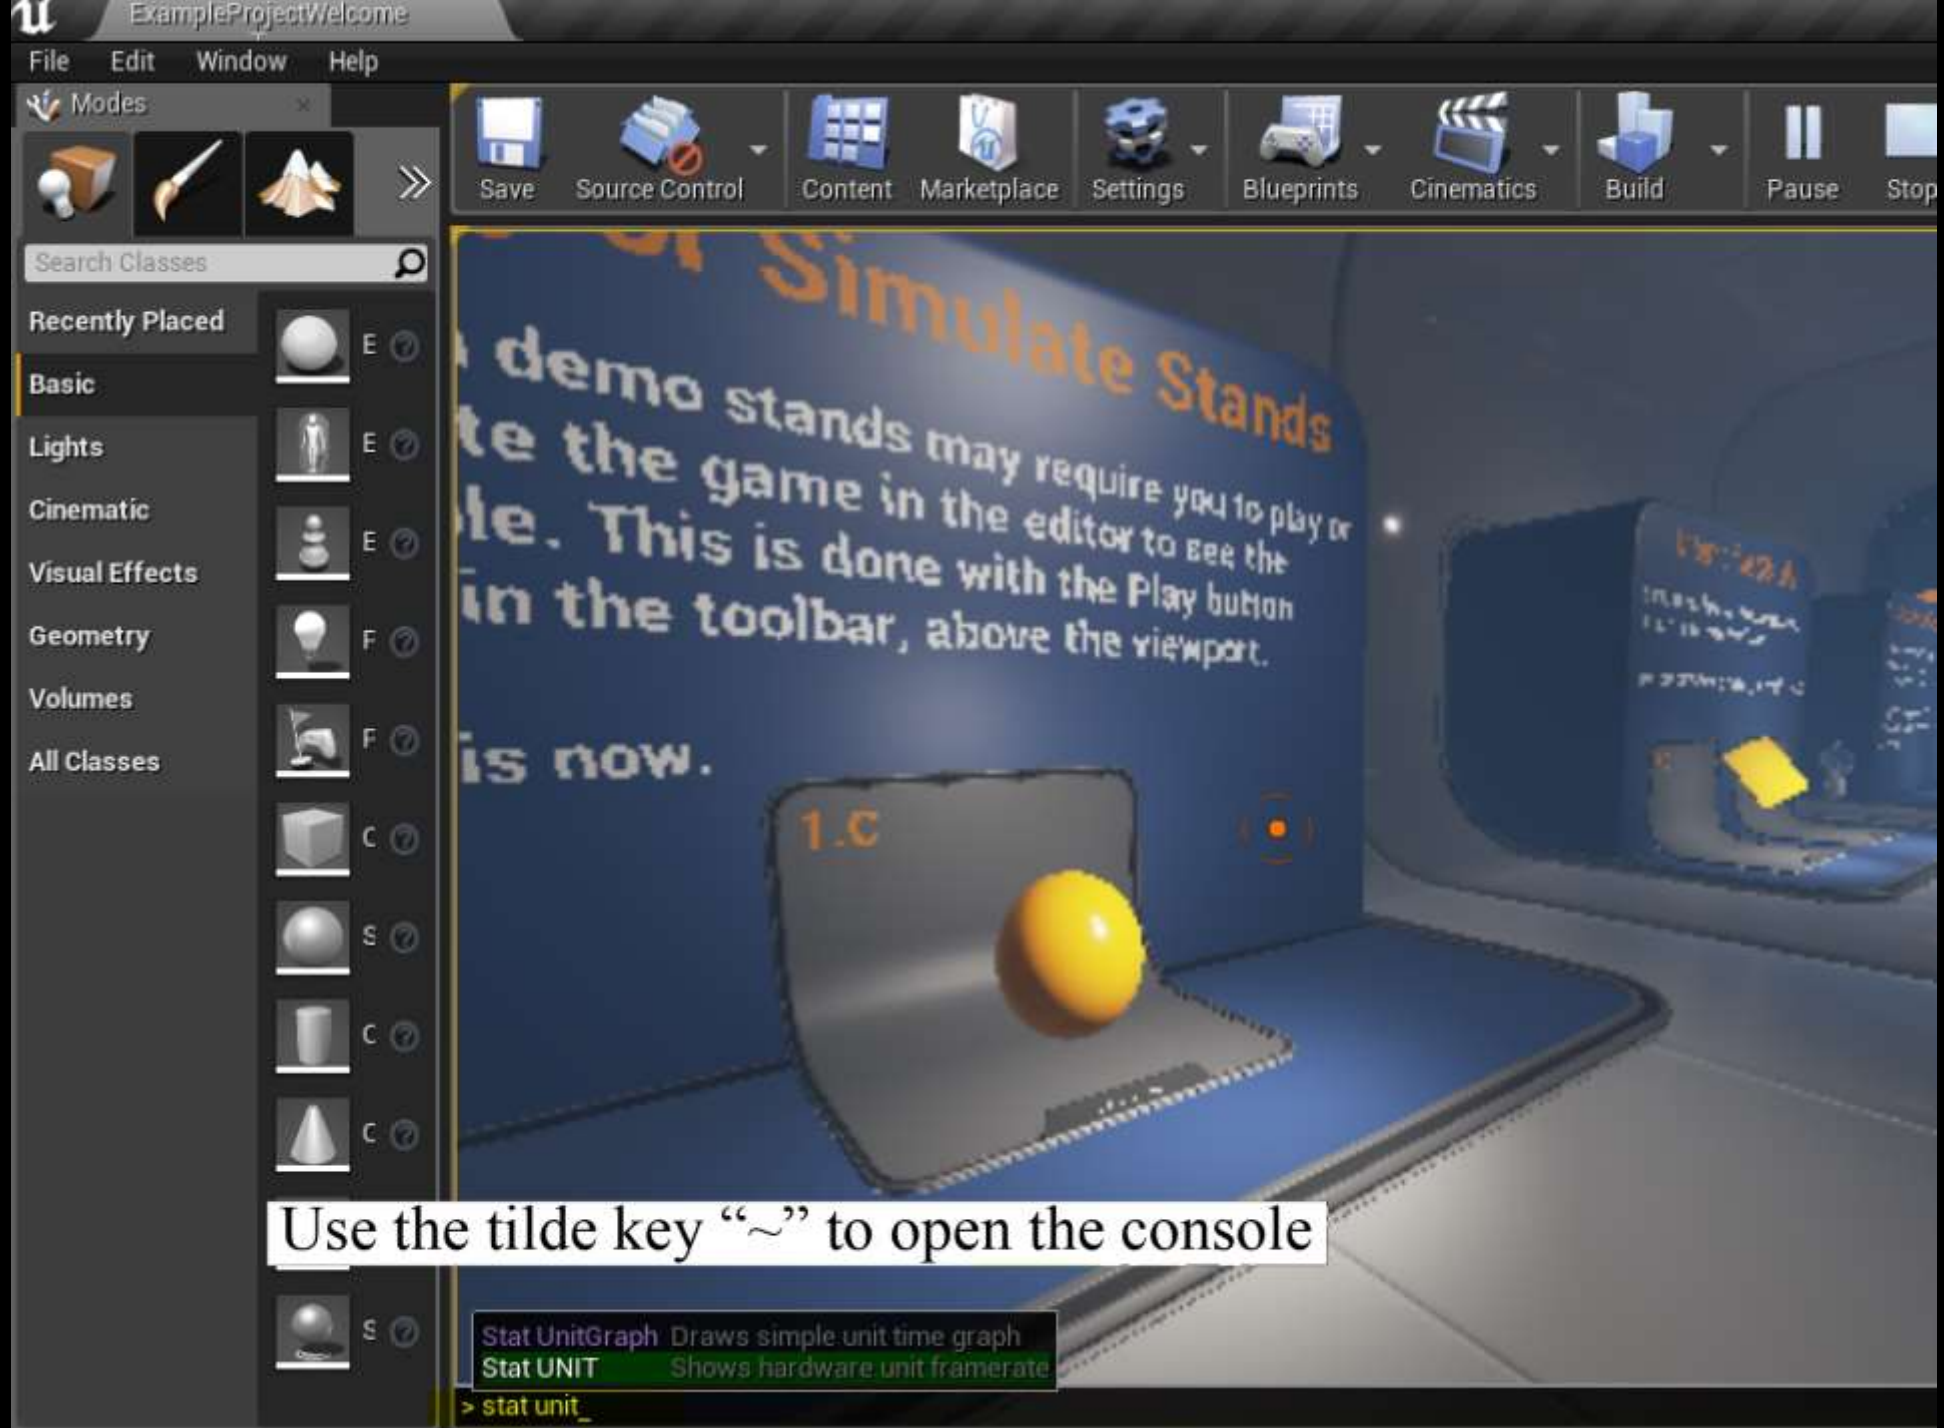 ExampleProjectWelcome
File Edit Window Help
Modes
Save Source Control Content Marketplace Settings Blueprints Cinematics Build Pause Stop
Search Classes
Recently Placed
Basic
Lights
Cinematic
Visual Effects
Geometry
Volumes
All Classes
E
E
E
F
F
C
S
C
C
S
or Simulate Stands
demo stands may require you to play or
te the game in the editor to see the
le. This is done with the Play button
in the toolbar, above the viewport.
is now.
1.C
Use the tilde key “~” to open the console
Stat UnitGraph Draws simple unit time graph
Stat UNIT Shows hardware unit framerate
> stat unit_